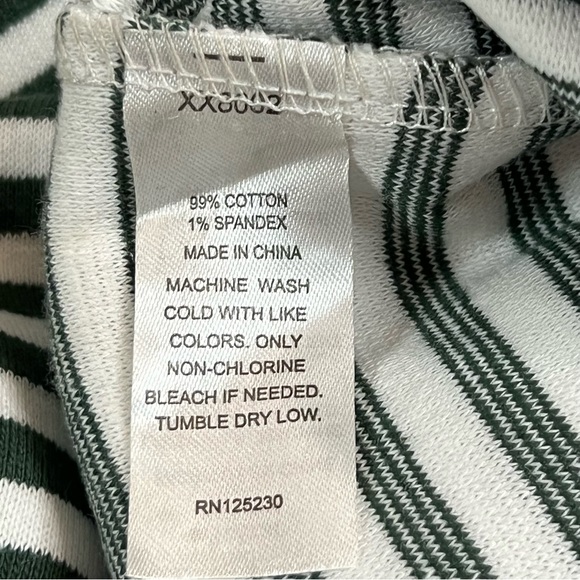 XX8002
99% COTTON
1% SPANDEX
MADE IN CHINA
MACHINE WASH
COLD WITH LIKE
COLORS. ONLY
NON-CHLORINE
BLEACH IF NEEDED.
TUMBLE DRY LOW.
RN125230